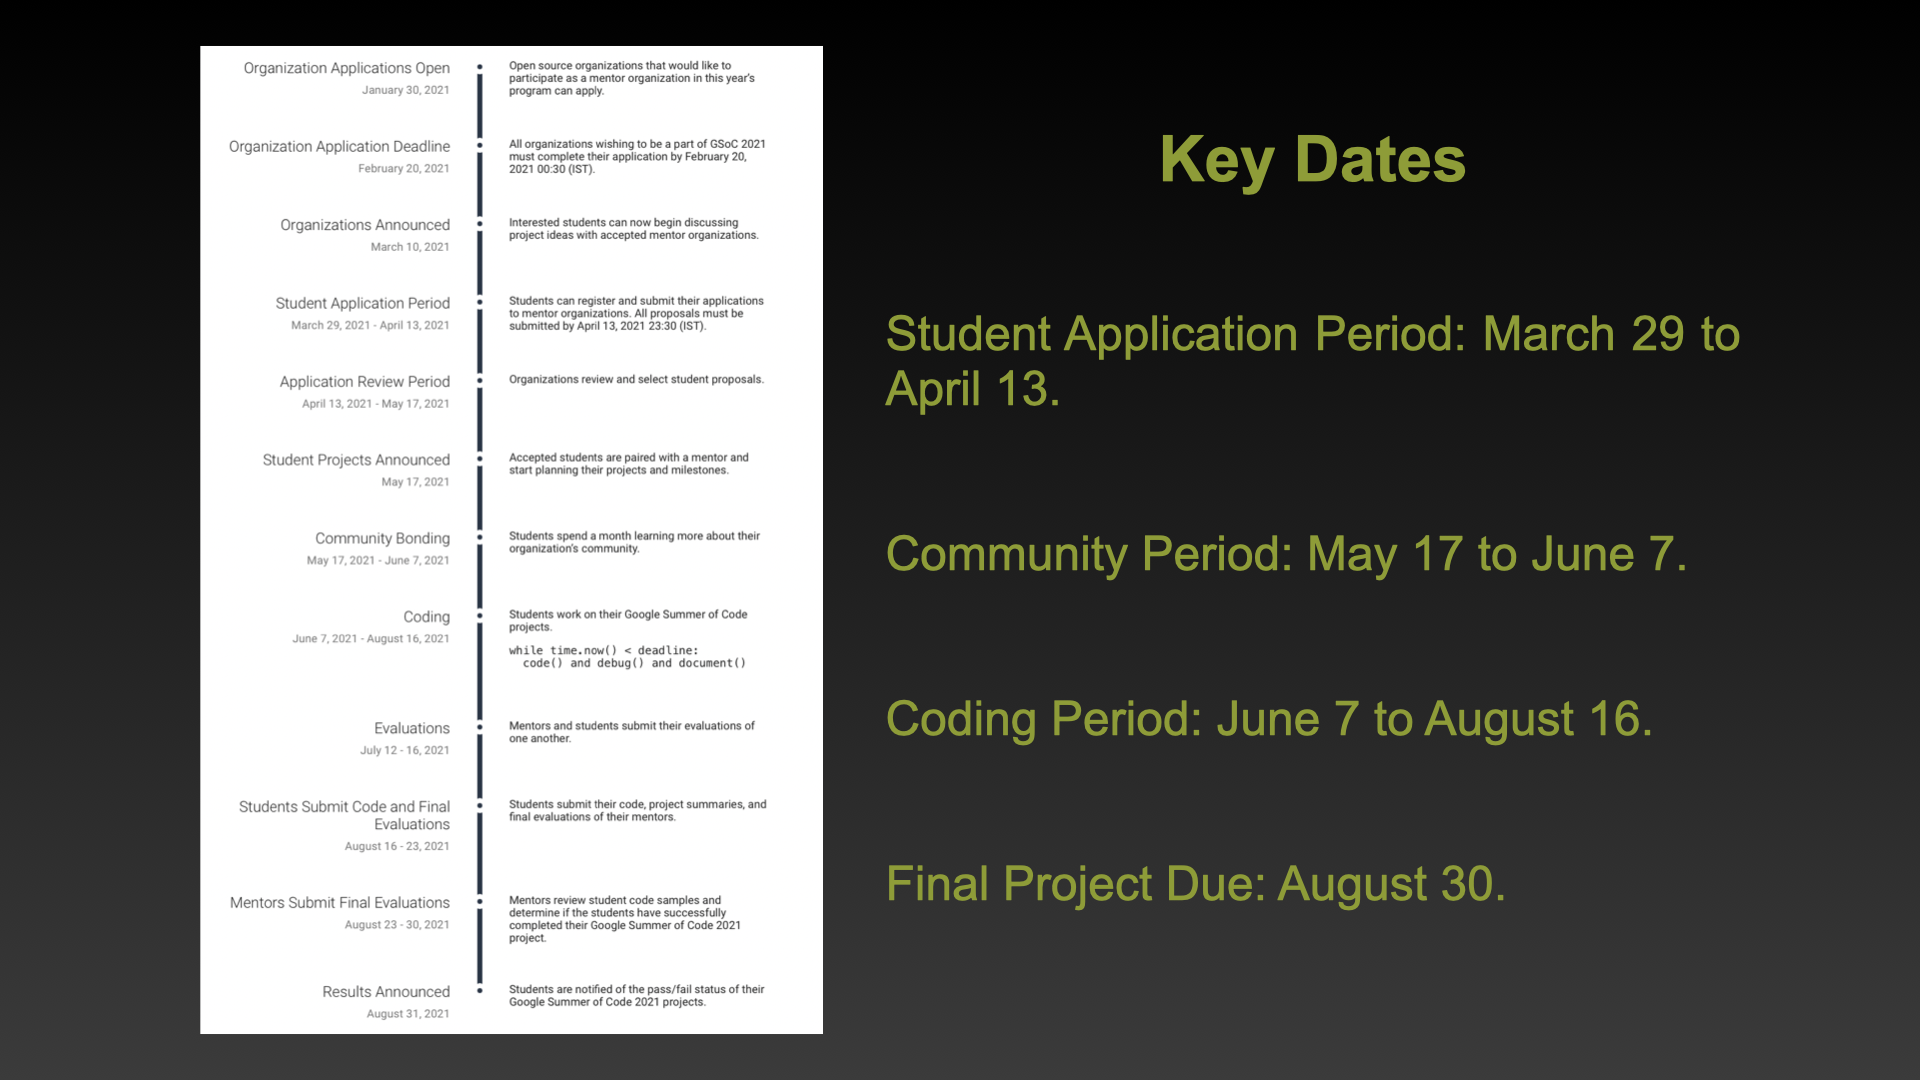 Organization Applications Open
January 30, 2021
Open source organizations that would like to
participate as a mentor organization in this year's
program can apply.
Organization Application Deadline
February 20, 2021
All organizations wishing to be a part of GSoC 2021
must complete their application by February 20,
2021 00:30 (IST).
Organizations Announced
March 10, 2021
Interested students can now begin discussing
project ideas with accepted mentor organizations.
Student Application Period
March 29, 2021 - April 13, 2021
Students can register and submit their applications
to mentor organizations. All proposals must be
submitted by April 13, 2021 23:30 (IST).
Application Review Period
April 13, 2021 - May 17, 2021
Organizations review and select student proposals.
Student Projects Announced
May 17, 2021
Accepted students are paired with a mentor and
start planning their projects and milestones.
Community Bonding
May 17, 2021 - June 7, 2021
Students spend a month learning more about their
organization's community.
Coding
June 7, 2021 - August 16, 2021
Students work on their Google Summer of Code
projects.
while time.now() < deadline:
code() and debug() and document()
Evaluations
July 12 - 16, 2021
Mentors and students submit their evaluations of
one another.
Students Submit Code and Final
Evaluations
August 16 - 23, 2021
Students submit their code, project summaries, and
final evaluations of their mentors.
Mentors Submit Final Evaluations
August 23 - 30, 2021
Mentors review student code samples and
determine if the students have successfully
completed their Google Summer of Code 2021
project.
Results Announced
August 31, 2021
Students are notified of the pass/fail status of their
Google Summer of Code 2021 projects.
Key Dates
Student Application Period: March 29 to
April 13.
Community Period: May 17 to June 7.
Coding Period: June 7 to August 16.
Final Project Due: August 30.